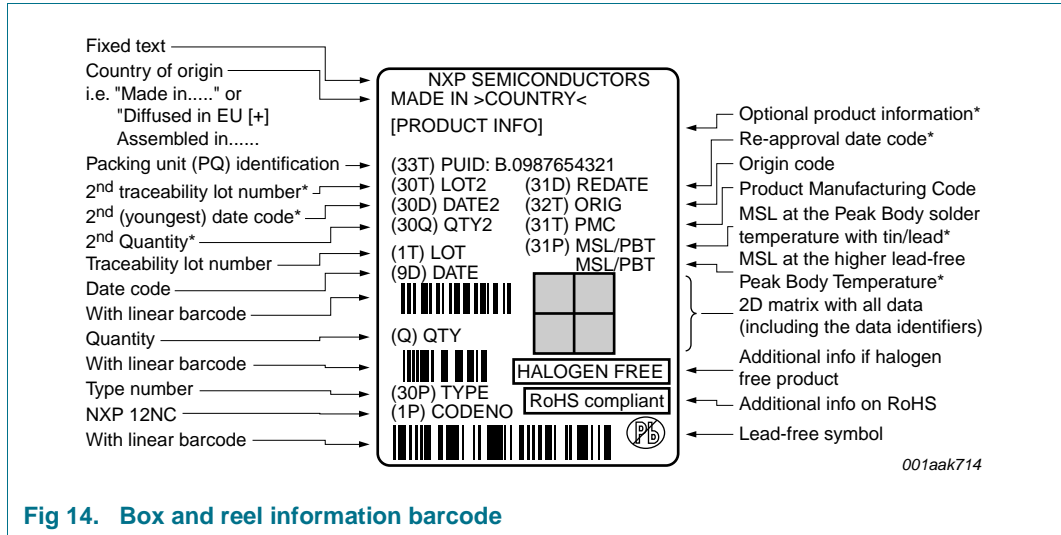 Fixed text
Country of origin
i.e. "Made in....." or
"Diffused in EU [+]
Assembled in......
Packing unit (PQ) identification
2nd traceability lot number*
2nd (youngest) date code*
2nd Quantity*
Traceability lot number
Date code
With linear barcode
Quantity
With linear barcode
Type number
NXP 12NC
With linear barcode
NXP SEMICONDUCTORS
MADE IN >COUNTRY<
[PRODUCT INFO]
(33T) PUID: B.0987654321
(30T) LOT2 (31D) REDATE
(30D) DATE2 (32T) ORIG
(30Q) QTY2 (31T) PMC
(31P) MSL/PBT
(1T) LOT MSL/PBT
(9D) DATE
(Q) QTY
HALOGEN FREE
(30P) TYPE
RoHS compliant
(1P) CODENO
Pb
Optional product information*
Re-approval date code*
Origin code
Product Manufacturing Code
MSL at the Peak Body solder
temperature with tin/lead*
MSL at the higher lead-free
Peak Body Temperature*
2D matrix with all data
(including the data identifiers)
Additional info if halogen
free product
Additional info on RoHS
Lead-free symbol
001aak714
Fig 14. Box and reel information barcode